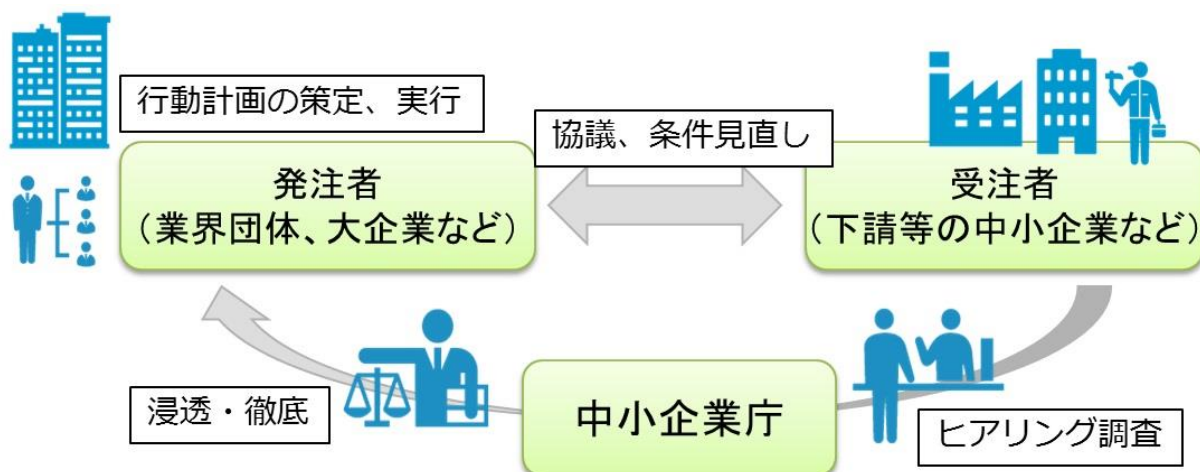 行動計画の策定、実行
協議、条件見直し
発注者
（業界団体、大企業など）
受注者
（下請等の中小企業など）
浸透・徹底
中小企業庁
ヒアリング調査